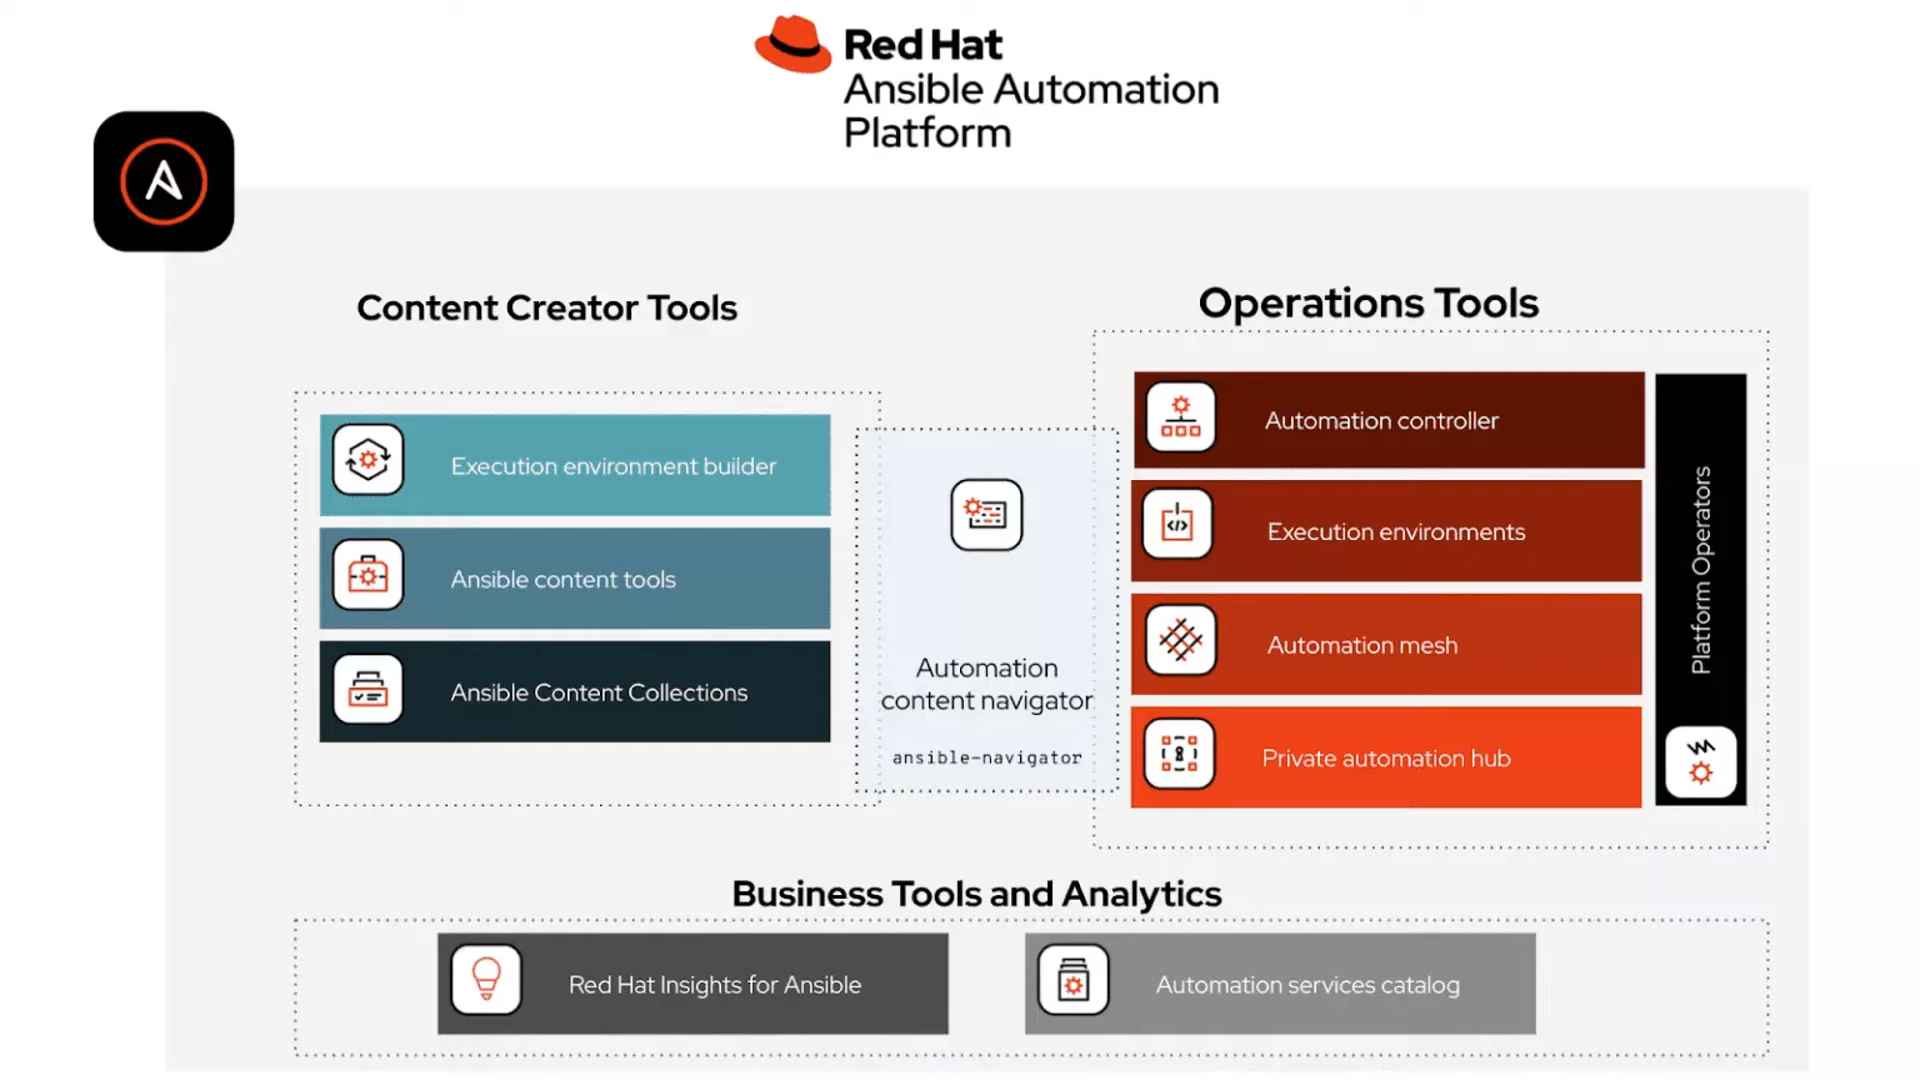 Red Hat
Ansible Automation
Platform
Content Creator Tools
Execution environment builder
Ansible content tools
Ansible Content Collections
Automation
content navigator
ansible-navigator
Operations Tools
Automation controller
Execution environments
Automation mesh
Private automation hub
Platform Operators
Business Tools and Analytics
Red Hat Insights for Ansible
Automation services catalog